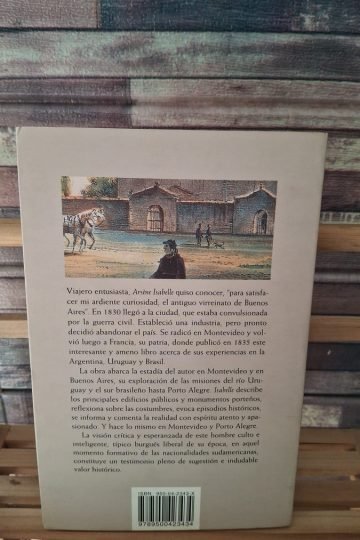 Viajero entusiasta, Arsène Isabelle quiso conocer, "para satisfa-
cer mi ardiente curiosidad, el antiguo virreinato de Buenos
Aires". En 1830 llegó a la ciudad, que estaba convulsionada
por la guerra civil. Estableció una industria, pero pronto
decidió abandonar el país. Se radicó en Montevideo y vol-
vió luego a Francia, su patria, donde publicó en 1835 este
interesante y ameno libro acerca de sus experiencias en la
Argentina, Uruguay y Brasil.
La obra abarca la estadía del autor en Montevideo y en
Buenos Aires, su exploración de las misiones del río Uru-
guay y el sur brasileño hasta Porto Alegre. Isabelle describe
los principales edificios públicos y monumentos porteños,
reflexiona sobre las costumbres, evoca episodios históricos,
se informa y comenta la realidad con espíritu atento y apa-
sionado. Y hace lo mismo en Montevideo y Porto Alegre.
La visión crítica y esperanzada de este hombre culto e
inteligente, típico burgués liberal de su época, en aquel
momento formativo de las nacionalidades sudamericanas,
constituye un testimonio pleno de sugestión e indudable
valor histórico.
ISBN 950-04-2343-X
9789500423434